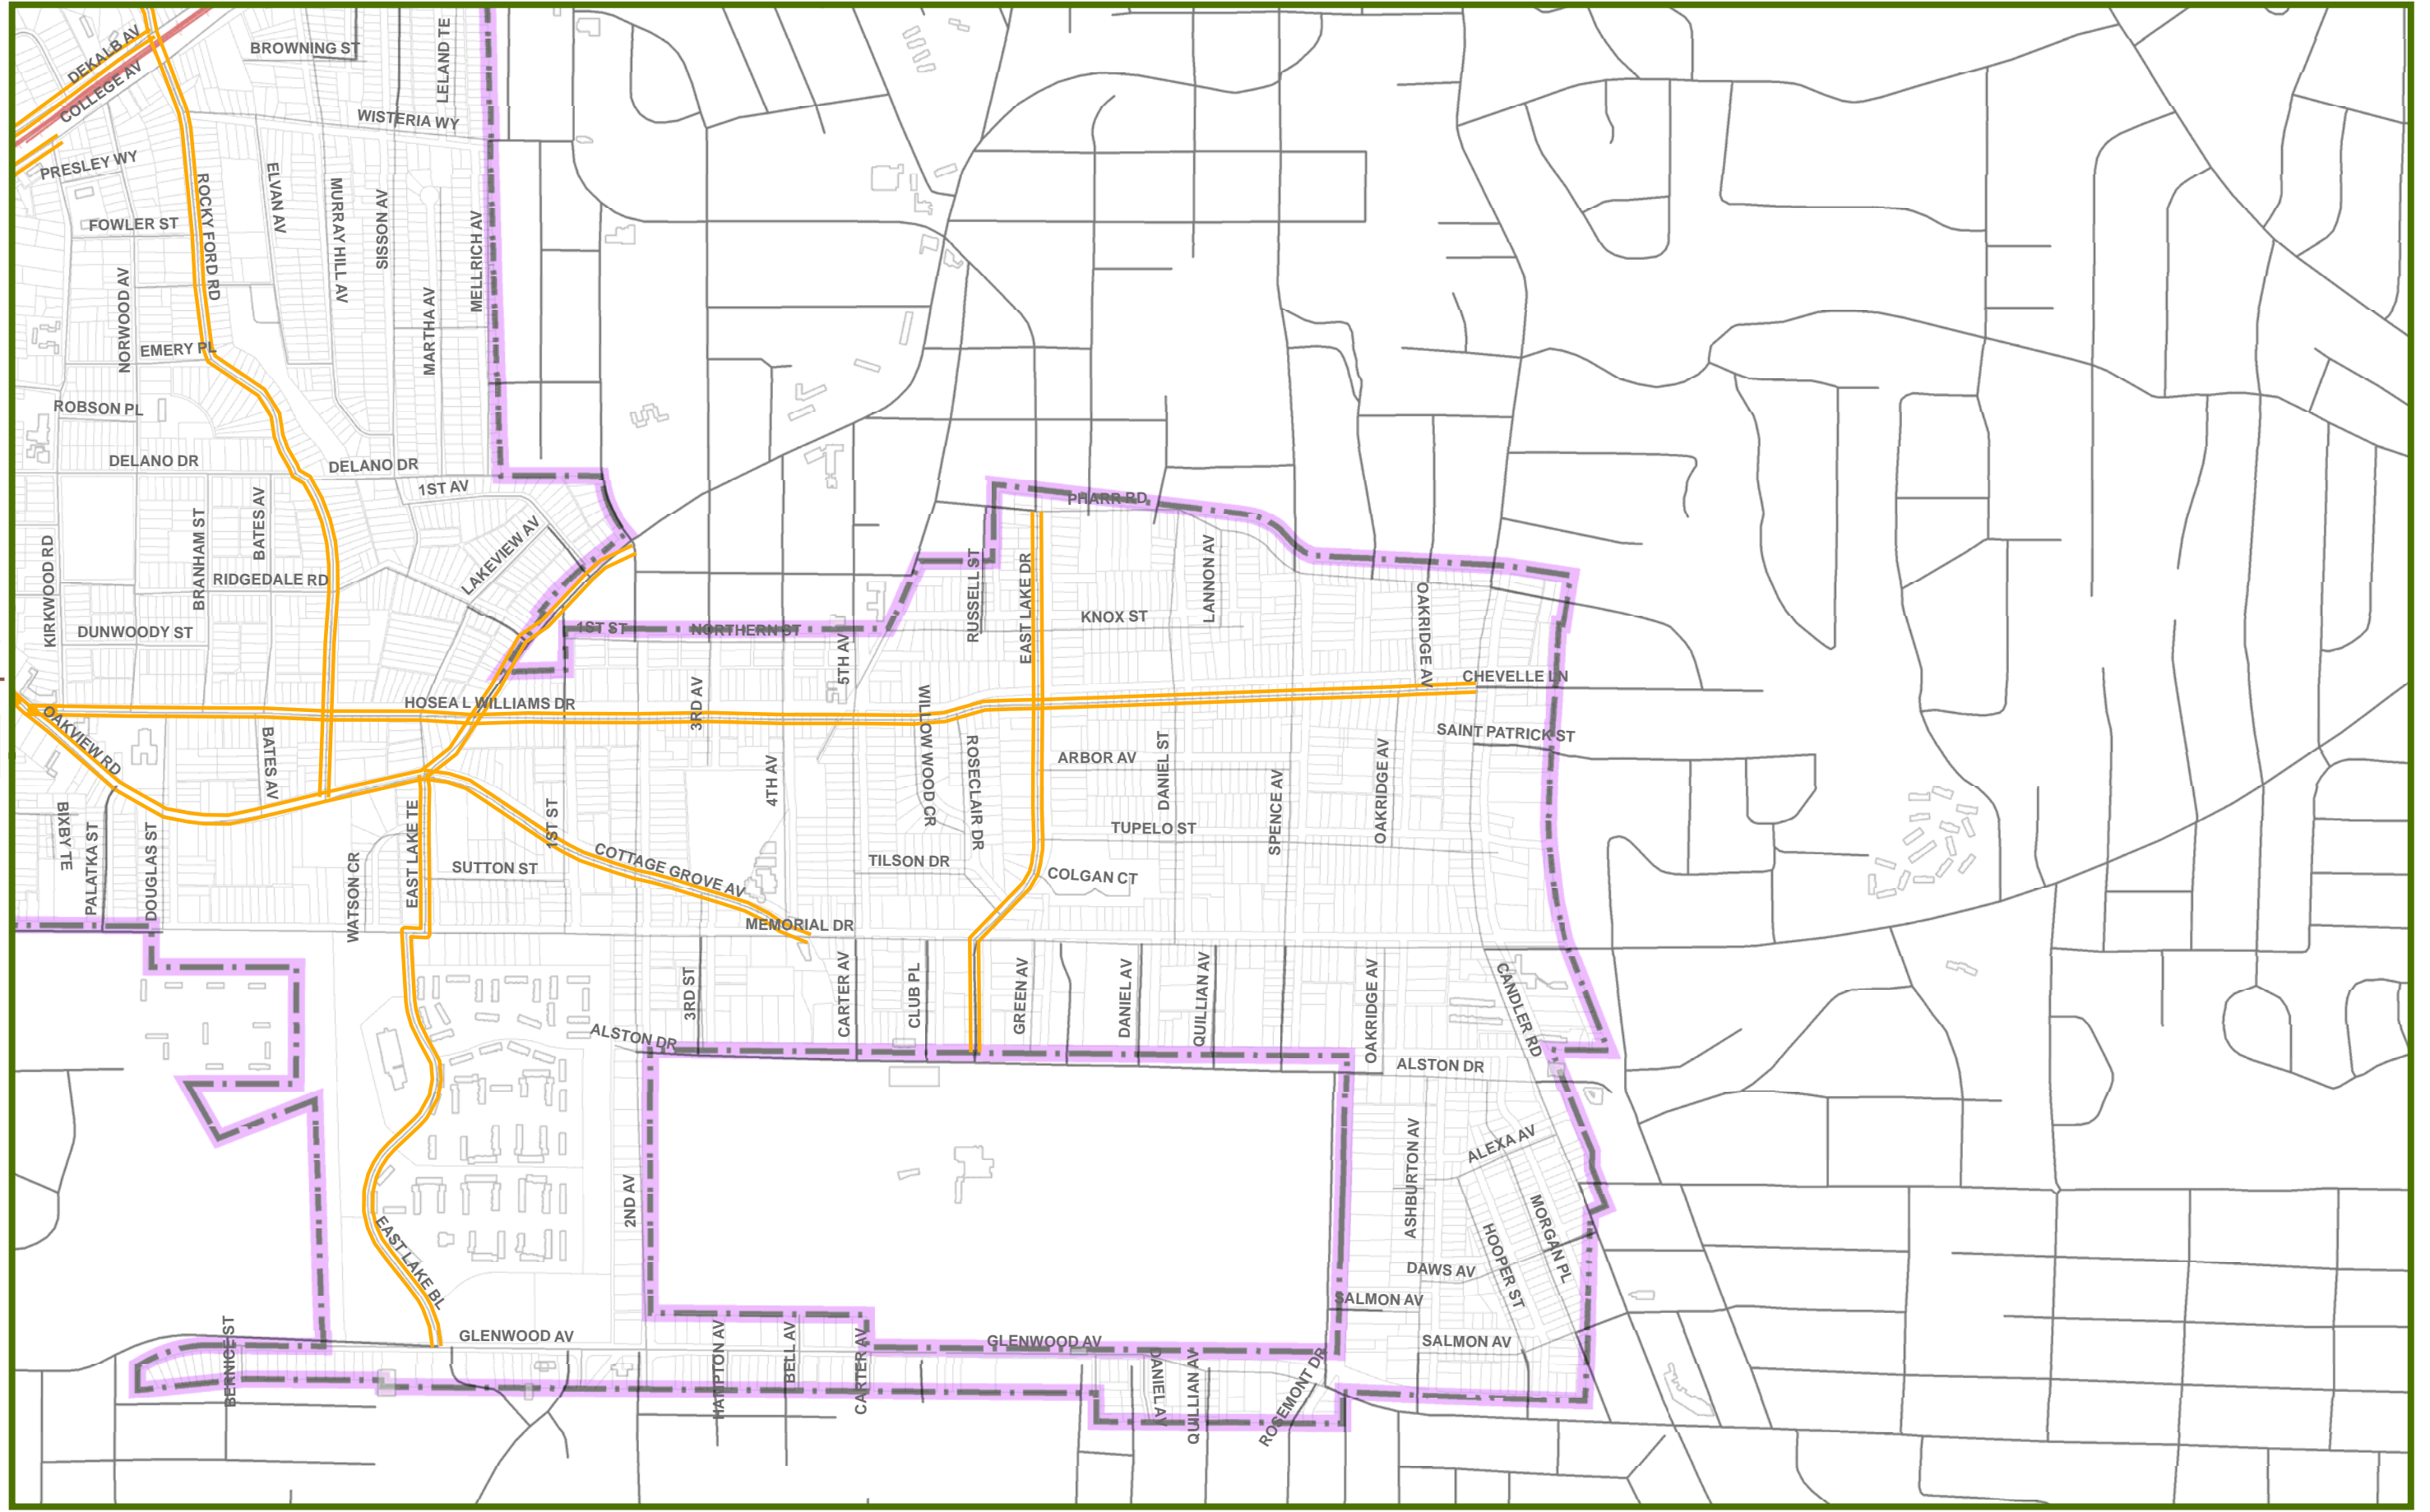 DEKALB AV
BROWNING ST
LELAND TE
COLLEGE AV
WISTERIA WY
PRESLEY WY
ROCKY FORD RD
ELVAN AV
MURRAY HILL AV
SISSON AV
MELLRICH AV
FOWLER ST
NORWOOD AV
MARTHA AV
EMERY PL
ROBSON PL
DELANO DR
DELANO DR
1ST AV
PHARR RD
BRANHAM ST
BATES AV
LAKEVIEW AV
KIRKWOOD RD
RIDGEDALE RD
RUSSELL ST
EAST LAKE DR
LANNON AV
OAKRIDGE AV
KNOX ST
DUNWOODY ST
1ST ST
NORTHERN ST
5TH AV
CHEVELLE LN
HOSEA L WILLIAMS DR
3RD AV
WILLOW WOOD CR
OAKVIEW RD
BATES AV
ROSECLAIR DR
SAINT PATRICK ST
ARBOR AV
DANIEL ST
4TH AV
SPENCE AV
OAKRIDGE AV
BIXBY TE
PALATKA ST
DOUGLAS ST
WATSON CR
EAST LAKE TE
1ST ST
TUPELO ST
SUTTON ST
COTTAGE GROVE AV
TILSON DR
COLGAN CT
MEMORIAL DR
3RD ST
CARTER AV
CLUB PL
GREEN AV
DANIEL AV
QUILLIAN AV
OAKRIDGE AV
CANDLER RD
ALSTON DR
ALSTON DR
ASHBURTON AV
ALEXA AV
2ND AV
EAST LAKE BL
HOOPER ST
MORGAN PL
DAWS AV
SALMON AV
GLENWOOD AV
GLENWOOD AV
SALMON AV
BERNICE ST
HAMPTON AV
BELL AV
CARTER AV
DANIEL AV
QUILLIAN AV
ROSEMONT DR